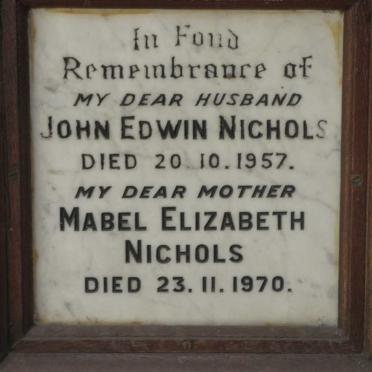 In Fond
Remembrance of
MY DEAR HUSBAND
JOHN EDWIN NICHOLS
DIED 20.10.1957.
MY DEAR MOTHER
MABEL ELIZABETH
NICHOLS
DIED 23.11.1970.